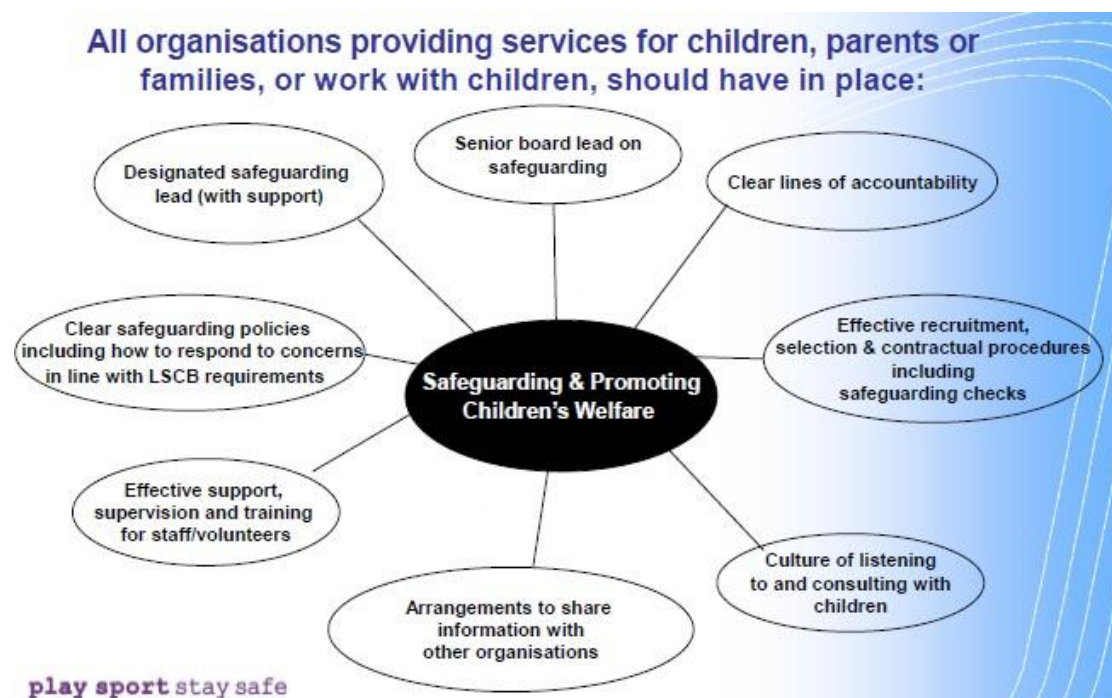 All organisations providing services for children, parents or
families, or work with children, should have in place:
Senior board lead on
safeguarding
Designated safeguarding
lead (with support)
Clear lines of accountability
Clear safeguarding policies
including how to respond to concerns
in line with LSCB requirements
Effective recruitment,
selection & contractual procedures
including
safeguarding checks
Safeguarding & Promoting
Children's Welfare
Effective support,
supervision and training
for staff/volunteers
Culture of listening
to and consulting with
children
Arrangements to share
information with
other organisations
play sport stay safe